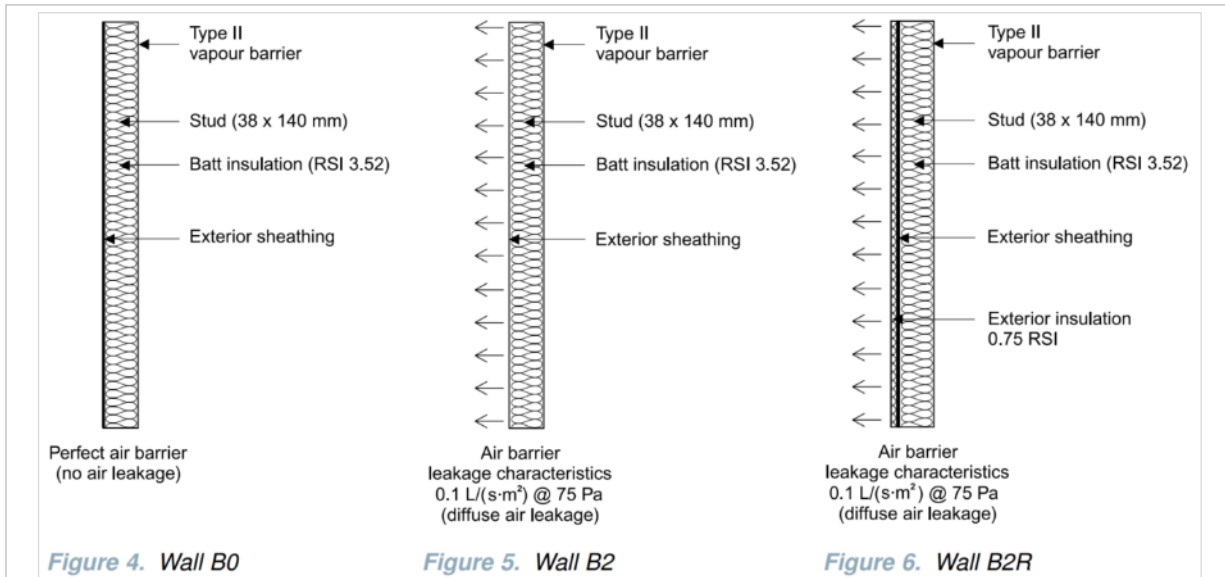 Type II
vapour barrier
Stud (38 x 140 mm)
Batt insulation (RSI 3.52)
Exterior sheathing
Perfect air barrier
(no air leakage)
Figure 4. Wall B0
Type II
vapour barrier
Stud (38 x 140 mm)
Batt insulation (RSI 3.52)
Exterior sheathing
Air barrier
leakage characteristics
0.1 L/(s·m²) @ 75 Pa
(diffuse air leakage)
Figure 5. Wall B2
Type II
vapour barrier
Stud (38 x 140 mm)
Batt insulation (RSI 3.52)
Exterior sheathing
Exterior insulation
0.75 RSI
Air barrier
leakage characteristics
0.1 L/(s·m²) @ 75 Pa
(diffuse air leakage)
Figure 6. Wall B2R